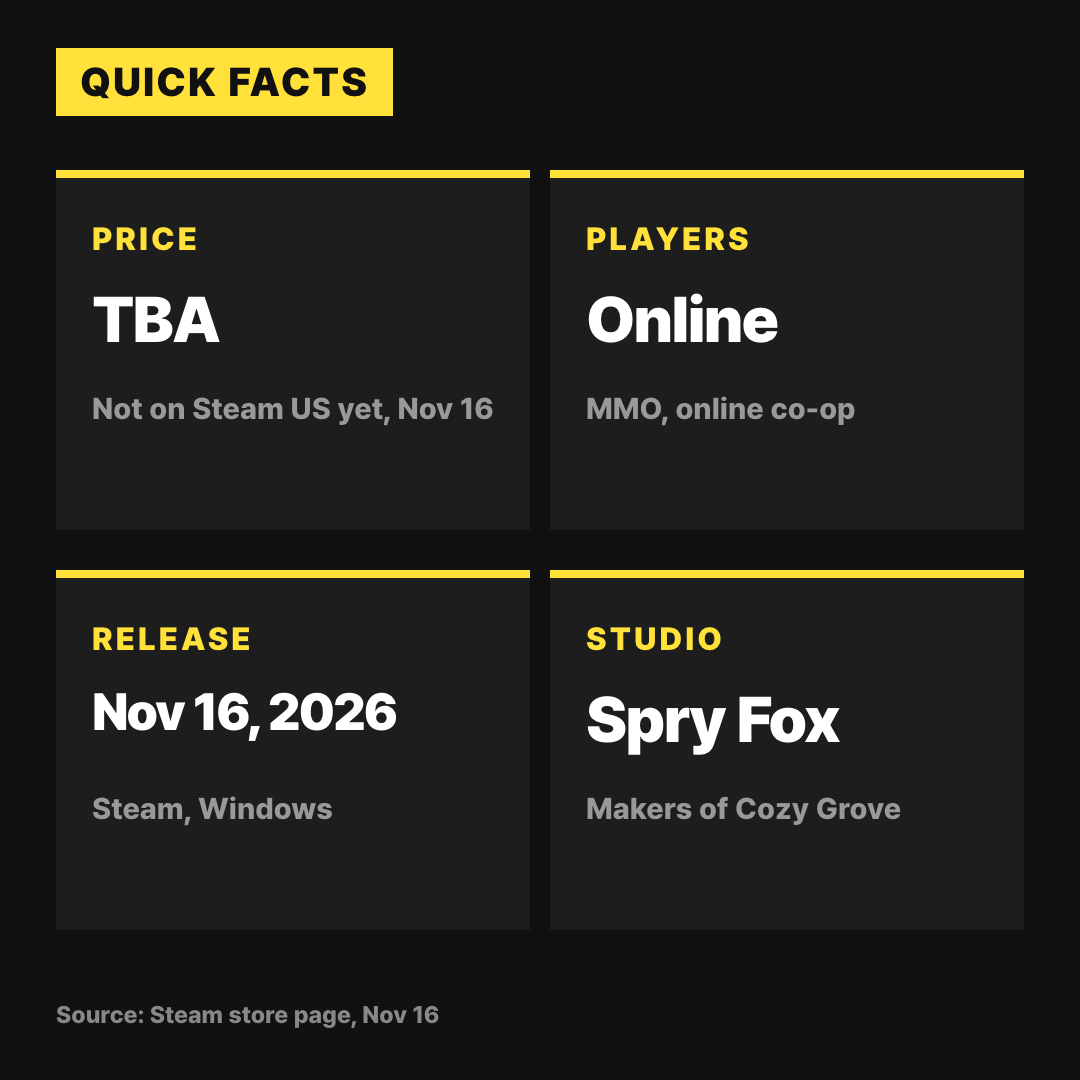 QUICK FACTS
PRICE
TBA
Not on Steam US yet, Nov 16
PLAYERS
Online
MMO, online co-op
RELEASE
Nov 16, 2026
Steam, Windows
STUDIO
Spry Fox
Makers of Cozy Grove
Source: Steam store page, Nov 16